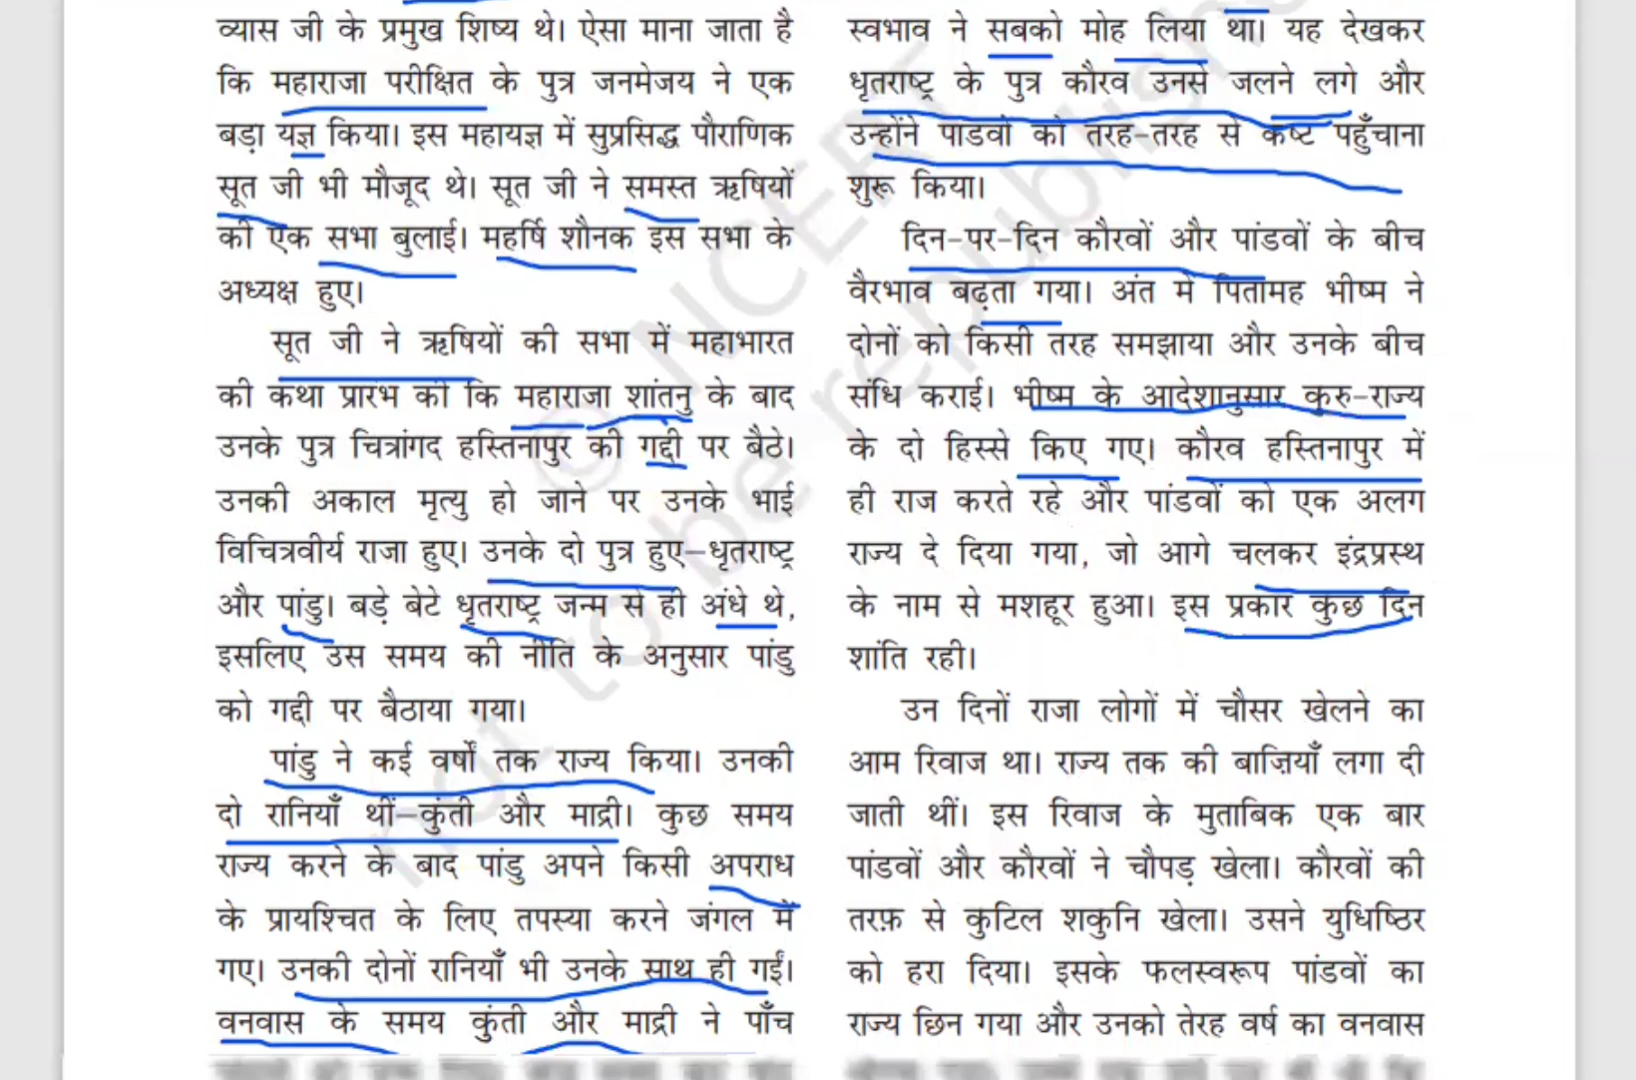 व्यास जी के प्रमुख शिष्य थे। ऐसा माना जाता है
कि महाराजा परीक्षित के पुत्र जनमेजय ने एक
बड़ा यज्ञ किया। इस महायज्ञ में सुप्रसिद्ध पौराणिक
सूत जी भी मौजूद थे। सूत जी ने समस्त ऋषियों
की एक सभा बुलाई। महर्षि शौनक इस सभा के
अध्यक्ष हुए।
सूत जी ने ऋषियों की सभा में महाभारत
की कथा प्रारंभ की कि महाराजा शांतनु के बाद
उनके पुत्र चित्रांगद हस्तिनापुर की गद्दी पर बैठे।
उनकी अकाल मृत्यु हो जाने पर उनके भाई
विचित्रवीर्य राजा हुए। उनके दो पुत्र हुए–धृतराष्ट्र
और पांडु। बड़े बेटे धृतराष्ट्र जन्म से ही अंधे थे,
इसलिए उस समय की नीति के अनुसार पांडु
को गद्दी पर बैठाया गया।
पांडु ने कई वर्षों तक राज्य किया। उनकी
दो रानियाँ थीं–कुंती और माद्री। कुछ समय
राज्य करने के बाद पांडु अपने किसी अपराध
के प्रायश्चित के लिए तपस्या करने जंगल में
गए। उनकी दोनों रानियाँ भी उनके साथ ही गईं।
वनवास के समय कुंती और माद्री ने पाँच
स्वभाव ने सबको मोह लिया था। यह देखकर
धृतराष्ट्र के पुत्र कौरव उनसे जलने लगे और
उन्होंने पांडवों को तरह-तरह से कष्ट पहुँचाना
शुरू किया।
दिन-पर-दिन कौरवों और पांडवों के बीच
वैरभाव बढ़ता गया। अंत में पितामह भीष्म ने
दोनों को किसी तरह समझाया और उनके बीच
संधि कराई। भीष्म के आदेशानुसार कुरु-राज्य
के दो हिस्से किए गए। कौरव हस्तिनापुर में
ही राज करते रहे और पांडवों को एक अलग
राज्य दे दिया गया, जो आगे चलकर इंद्रप्रस्थ
के नाम से मशहूर हुआ। इस प्रकार कुछ दिन
शांति रही।
उन दिनों राजा लोगों में चौसर खेलने का
आम रिवाज था। राज्य तक की बाज़ियाँ लगा दी
जाती थीं। इस रिवाज के मुताबिक एक बार
पांडवों और कौरवों ने चौपड़ खेला। कौरवों की
तरफ़ से कुटिल शकुनि खेला। उसने युधिष्ठिर
को हरा दिया। इसके फलस्वरूप पांडवों का
राज्य छिन गया और उनको तेरह वर्ष का वनवास
© NCERT
not to be republished